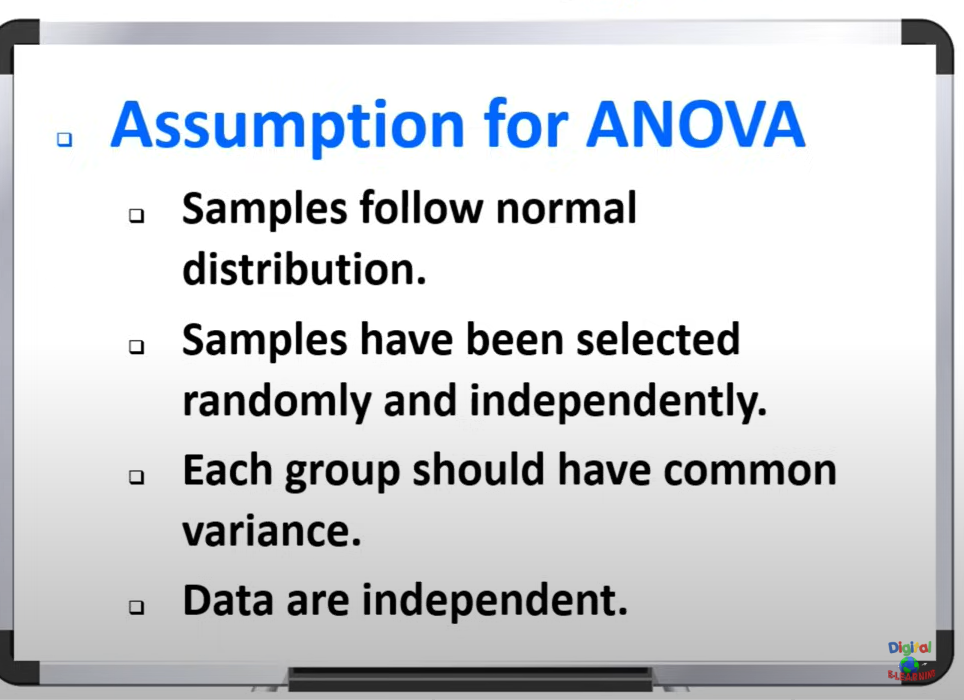 Assumption for ANOVA
Samples follow normal
distribution.
Samples have been selected
randomly and independently.
Each group should have common
variance.
Data are independent.
Digital
E-LEARNING